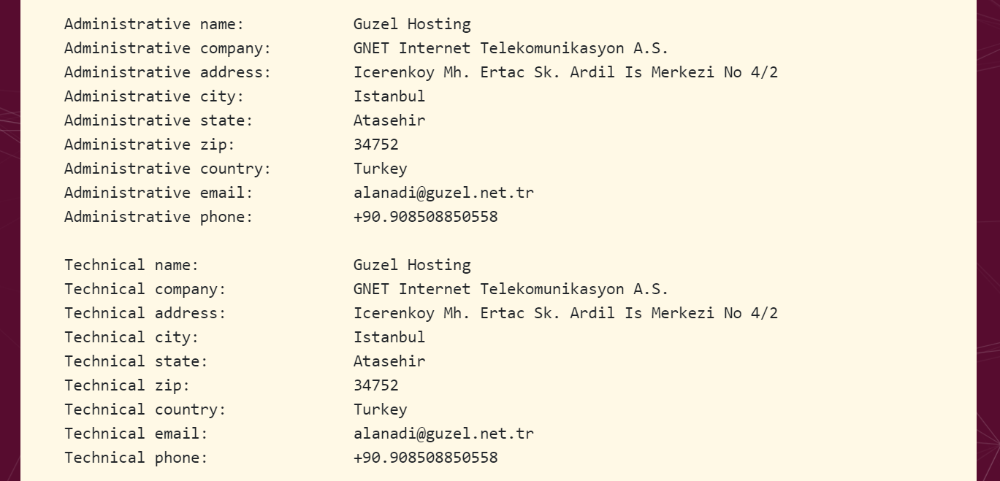 Administrative name: Guzel Hosting
Administrative company: GNET Internet Telekomunikasyon A.S.
Administrative address: Icerenkoy Mh. Ertac Sk. Ardil Is Merkezi No 4/2
Administrative city: Istanbul
Administrative state: Atasehir
Administrative zip: 34752
Administrative country: Turkey
Administrative email: alanadi@guzel.net.tr
Administrative phone: +90.908508850558
Technical name: Guzel Hosting
Technical company: GNET Internet Telekomunikasyon A.S.
Technical address: Icerenkoy Mh. Ertac Sk. Ardil Is Merkezi No 4/2
Technical city: Istanbul
Technical state: Atasehir
Technical zip: 34752
Technical country: Turkey
Technical email: alanadi@guzel.net.tr
Technical phone: +90.908508850558